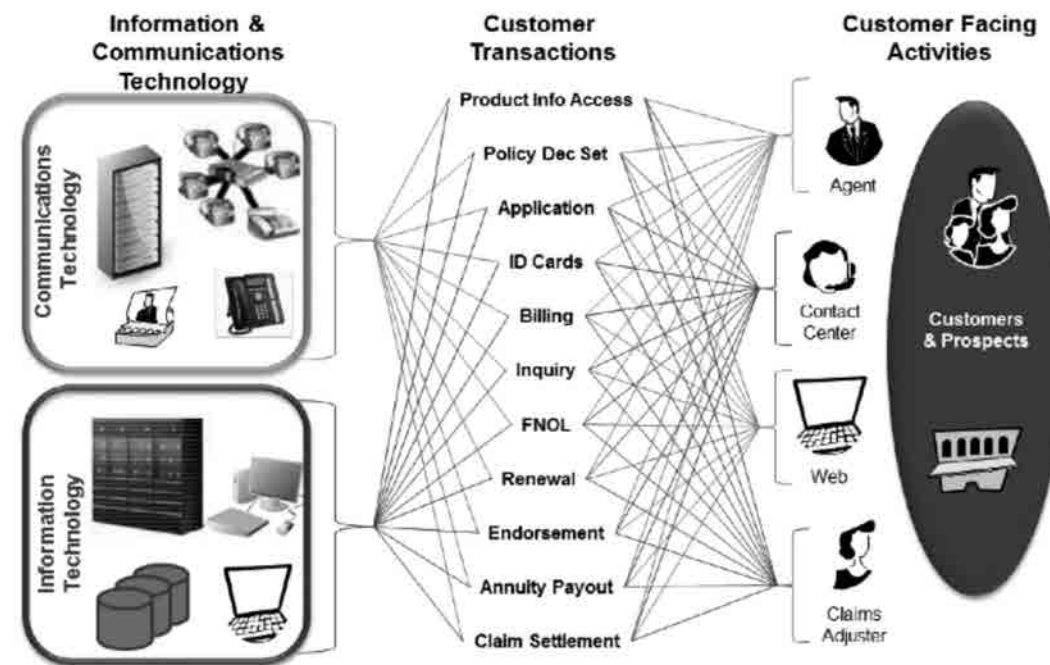 Information &
Communications
Technology
Customer
Transactions
Customer Facing
Activities
Communications
Technology
Information
Technology
Product Info Access
Policy Dec Set
Application
ID Cards
Billing
Inquiry
FNOL
Renewal
Endorsement
Annuity Payout
Claim Settlement
Agent
Contact
Center
Web
Claims
Adjuster
Customers
& Prospects